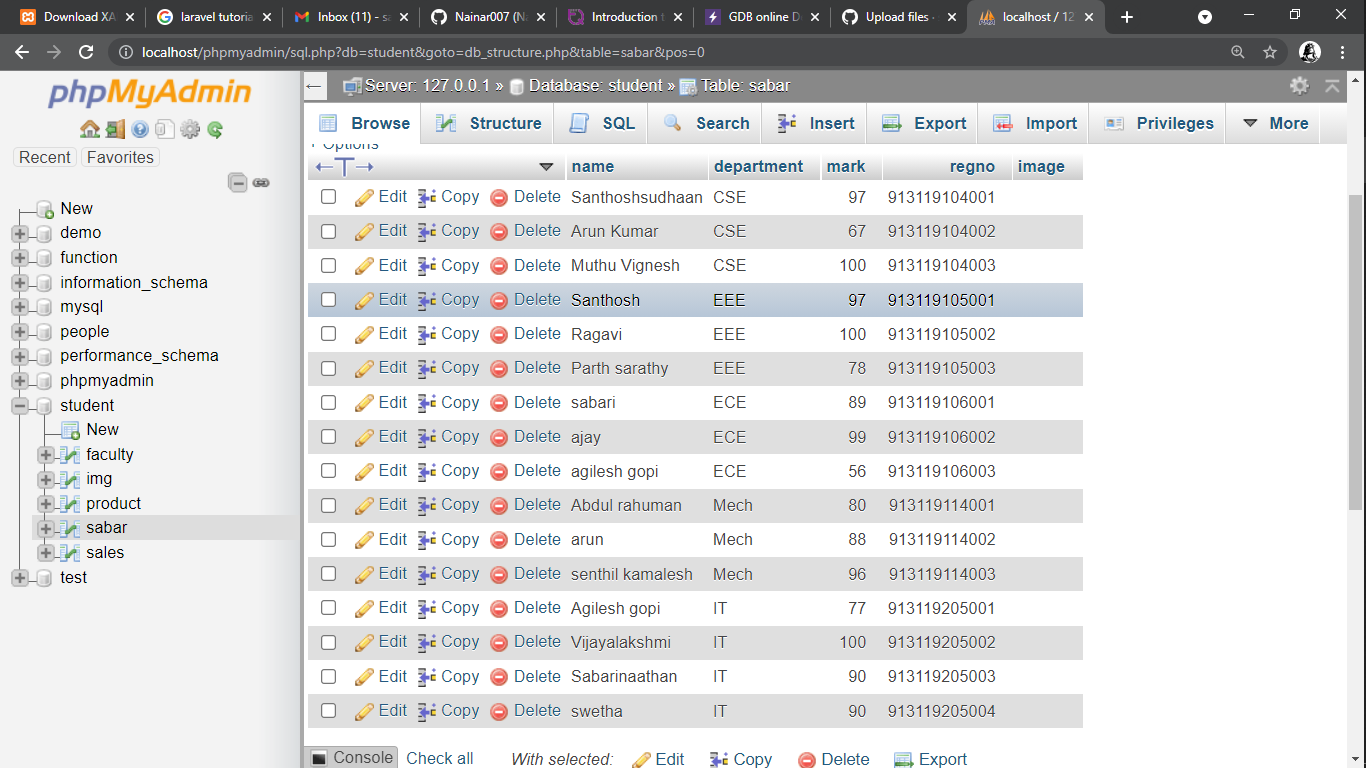 Download XA laravel tutoria Inbox (11) - sa Nainar007 (N Introduction t GDB online D Upload files · localhost / 12
localhost/phpmyadmin/sql.php?db=student&goto=db_structure.php&table=sabar&pos=0
phpMyAdmin
Recent Favorites
New
demo
function
information_schema
mysql
people
performance_schema
phpmyadmin
student
New
faculty
img
product
sabar
sales
test
Server: 127.0.0.1 » Database: student » Table: sabar
Browse Structure SQL Search Insert Export Import Privileges More
+ Options
name department mark regno image
Edit Copy Delete Santhoshsudhaan CSE 97 913119104001
Edit Copy Delete Arun Kumar CSE 67 913119104002
Edit Copy Delete Muthu Vignesh CSE 100 913119104003
Edit Copy Delete Santhosh EEE 97 913119105001
Edit Copy Delete Ragavi EEE 100 913119105002
Edit Copy Delete Parth sarathy EEE 78 913119105003
Edit Copy Delete sabari ECE 89 913119106001
Edit Copy Delete ajay ECE 99 913119106002
Edit Copy Delete agilesh gopi ECE 56 913119106003
Edit Copy Delete Abdul rahuman Mech 80 913119114001
Edit Copy Delete arun Mech 88 913119114002
Edit Copy Delete senthil kamalesh Mech 96 913119114003
Edit Copy Delete Agilesh gopi IT 77 913119205001
Edit Copy Delete Vijayalakshmi IT 100 913119205002
Edit Copy Delete Sabarinaathan IT 90 913119205003
Edit Copy Delete swetha IT 90 913119205004
Console Check all With selected: Edit Copy Delete Export